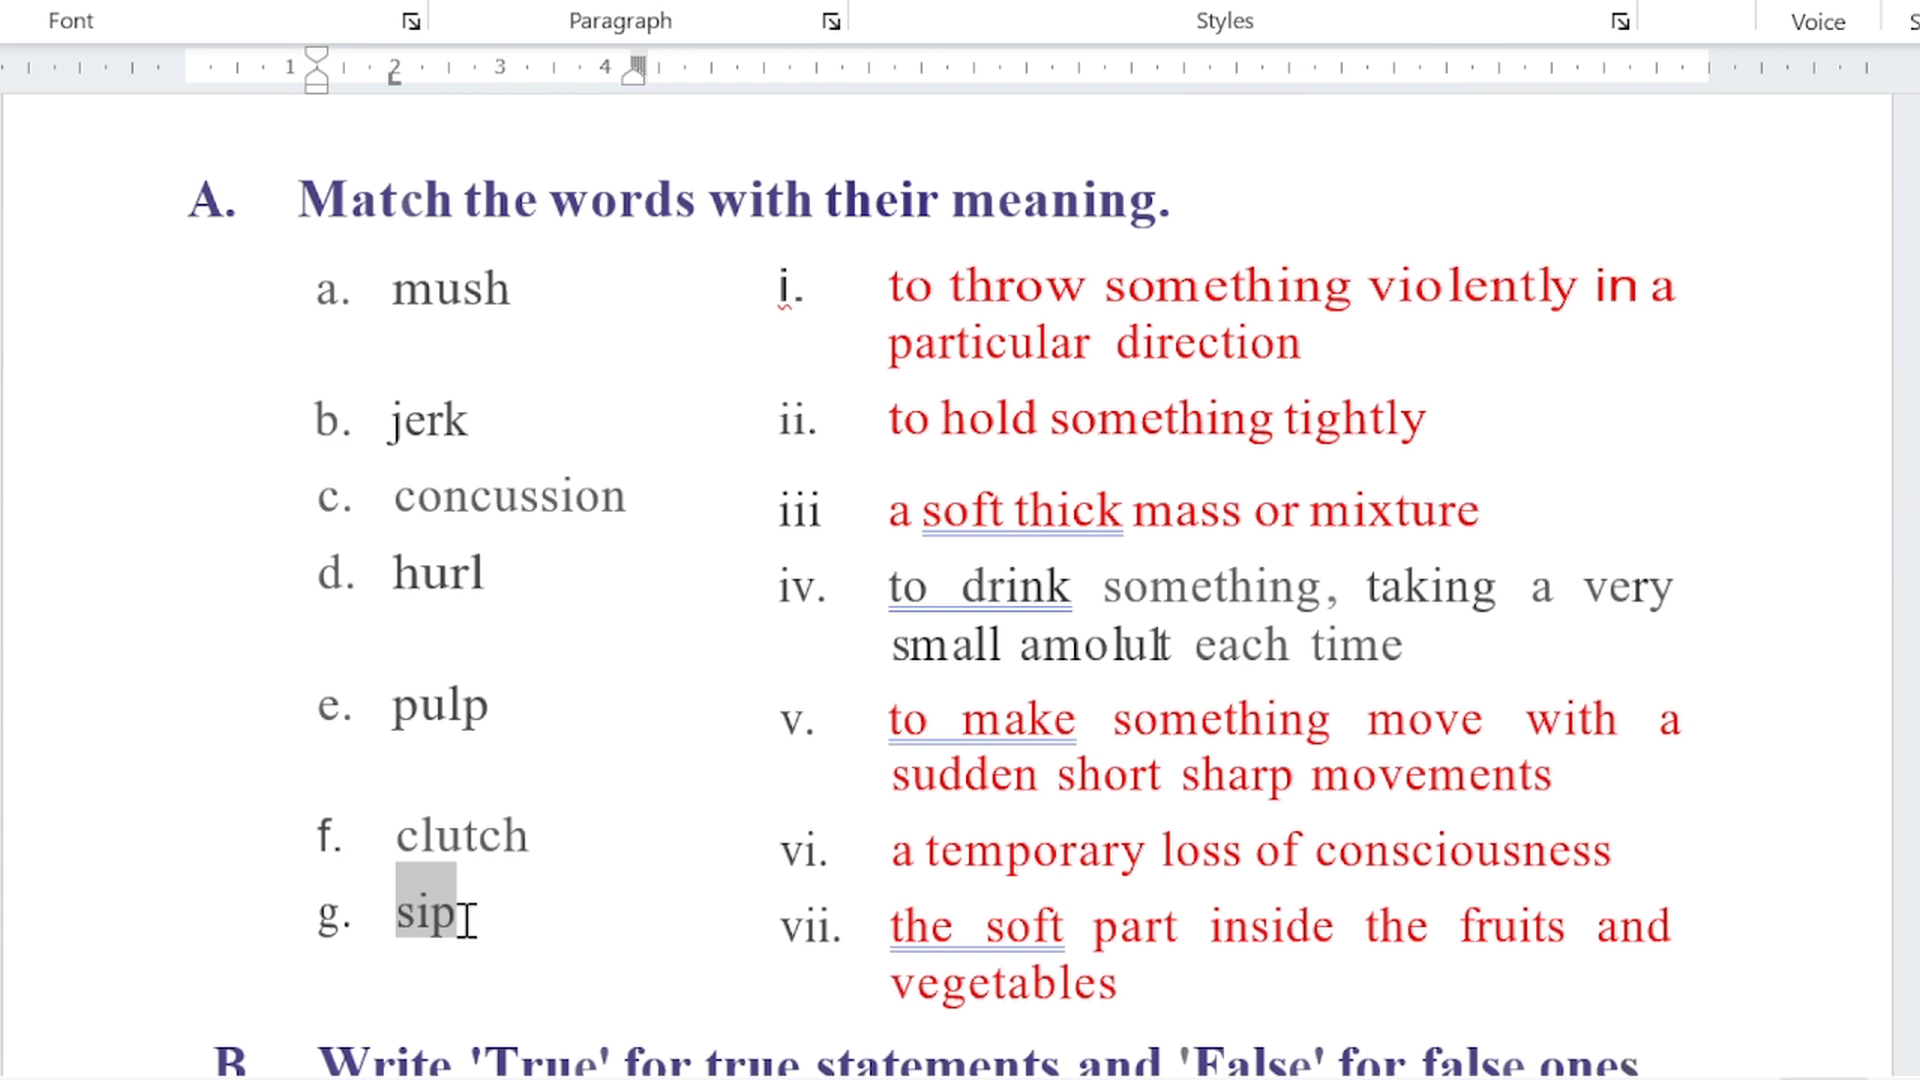 Font Paragraph Styles Voice S
1 2 3 4
A. Match the words with their meaning.
a. mush i. to throw something violently in a
particular direction
b. jerk ii. to hold something tightly
c. concussion iii a soft thick mass or mixture
d. hurl iv. to drink something, taking a very
small amolult each time
e. pulp v. to make something move with a
sudden short sharp movements
f. clutch vi. a temporary loss of consciousness
g. sip vii. the soft part inside the fruits and
vegetables
B Write 'True' for true statements and 'False' for false ones